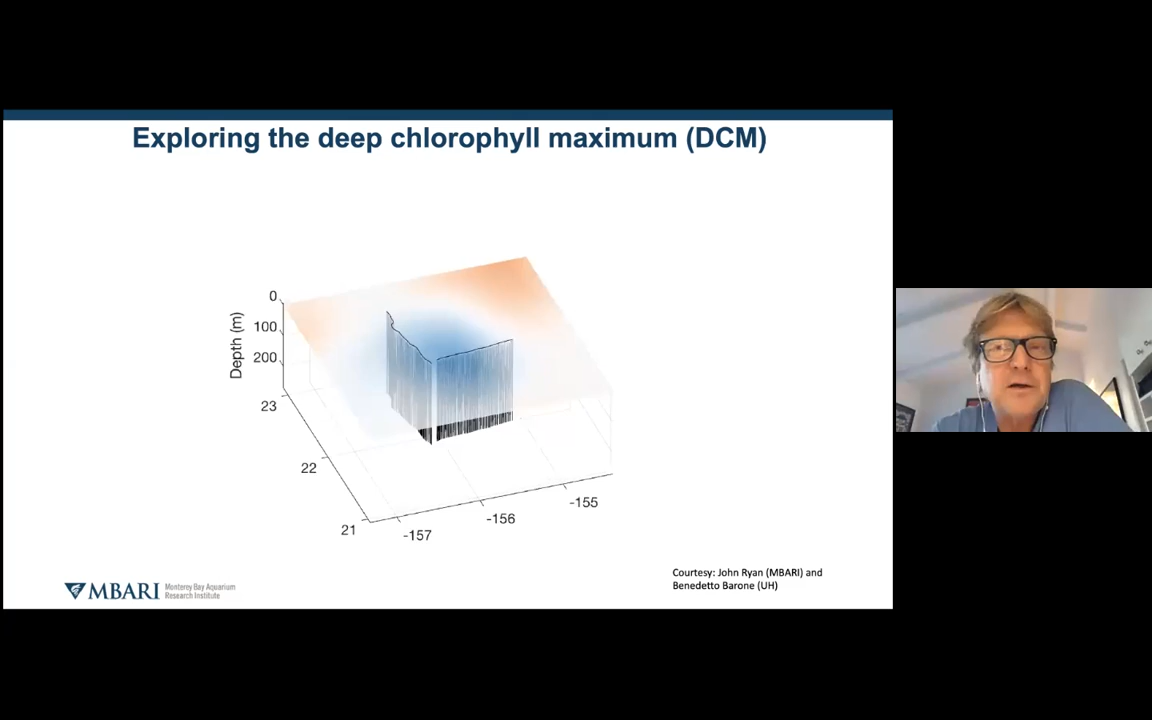 Exploring the deep chlorophyll maximum (DCM)
0
100
200
Depth (m)
23
22
21
-157
-156
-155
MBARI
Monterey Bay Aquarium
Research Institute
Courtesy: John Ryan (MBARI) and
Benedetto Barone (UH)